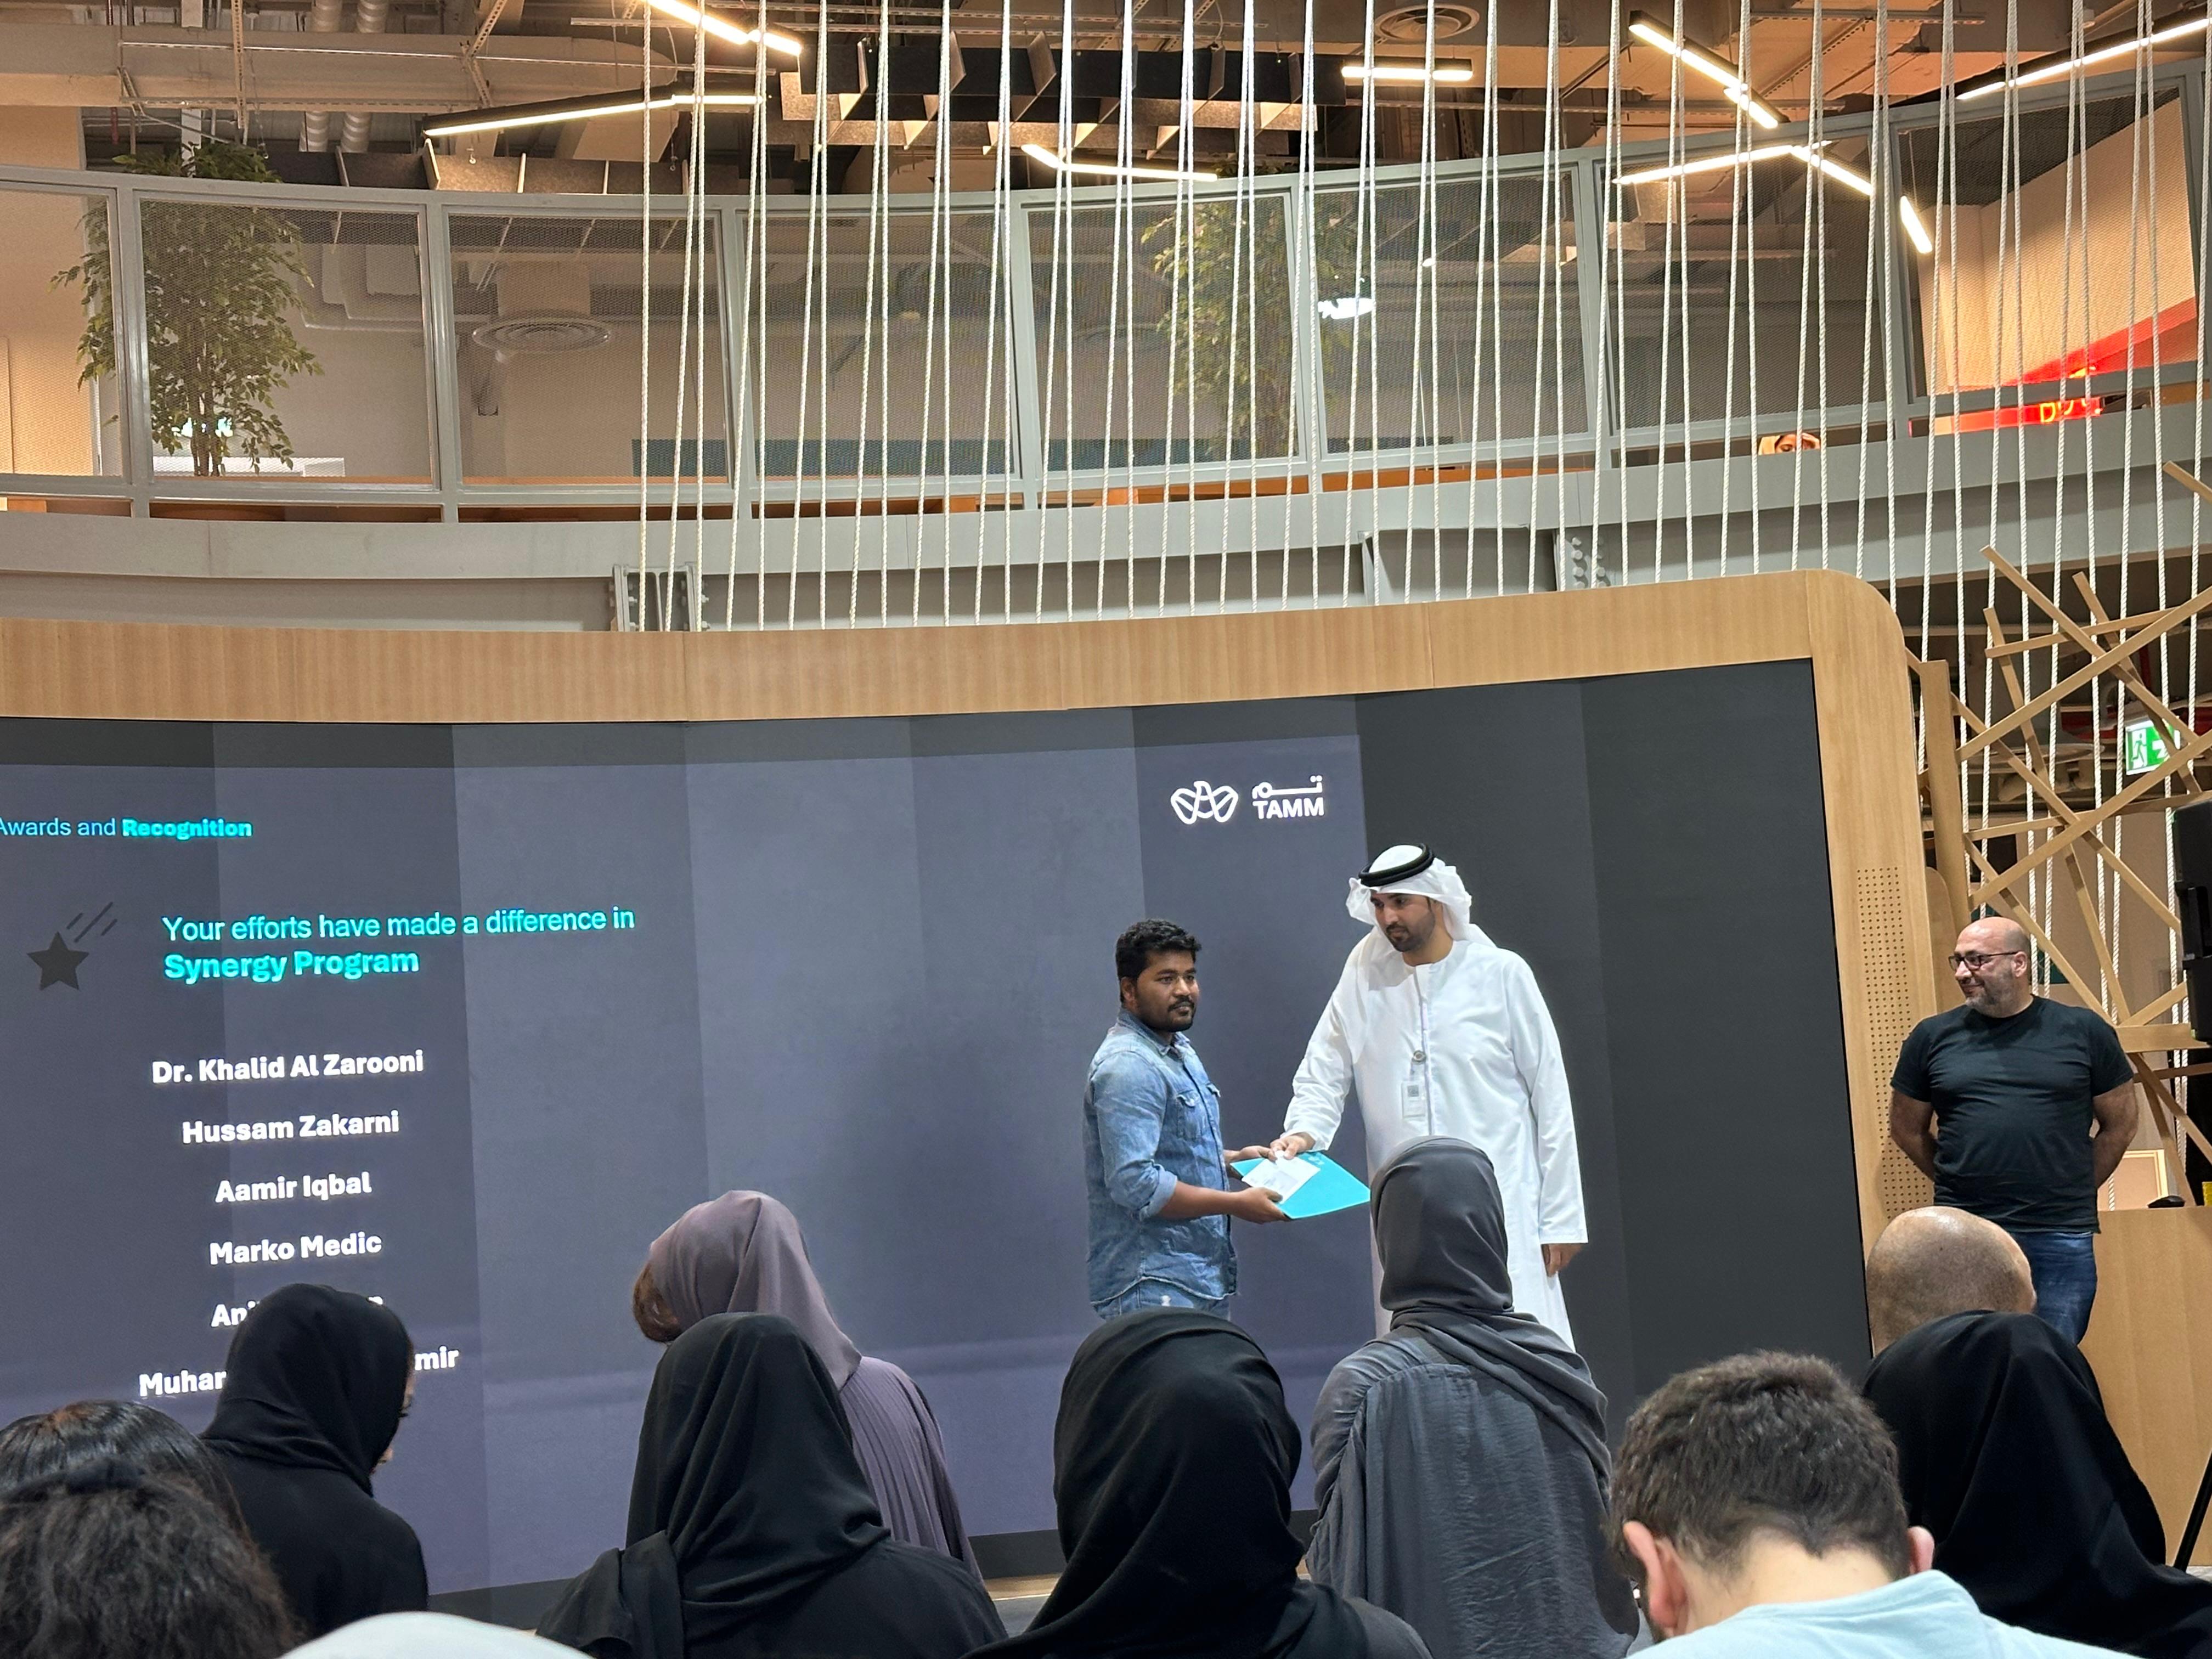 Awards and Recognition
تـــم
TAMM
Your efforts have made a difference in
Synergy Program
Dr. Khalid Al Zarooni
Hussam Zakarni
Aamir Iqbal
Marko Medic